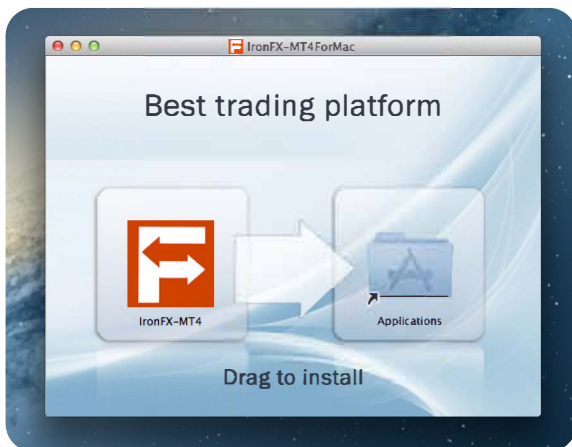 IronFX-MT4ForMac
Best trading platform
IronFX-MT4
Applications
Drag to install